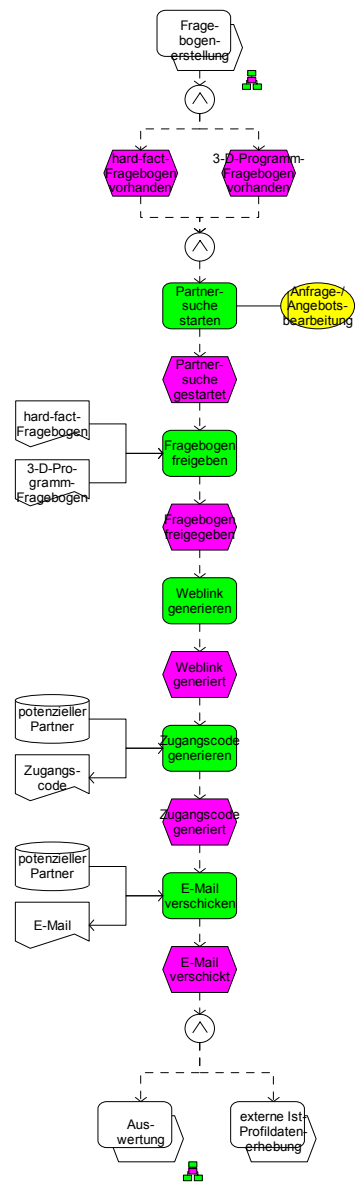 Frage-
bogen-
erstellung
hard-fact-
Fragebogen
vorhanden
3-D-Programm-
Fragebogen
vorhanden
Partner-
suche
starten
Anfrage-/
Angebots-
bearbeitung
Partner-
suche
gestartet
hard-fact-
Fragebogen
3-D-Pro-
gramm-
Fragebogen
Fragebogen
freigeben
Fragebogen
freigegeben
Weblink
generieren
Weblink
generiert
potenzieller
Partner
Zugangs-
code
Zugangscode
generieren
Zugangscode
generiert
potenzieller
Partner
E-Mail
E-Mail
verschicken
E-Mail
verschickt
Aus-
wertung
externe Ist-
Profildaten-
erhebung